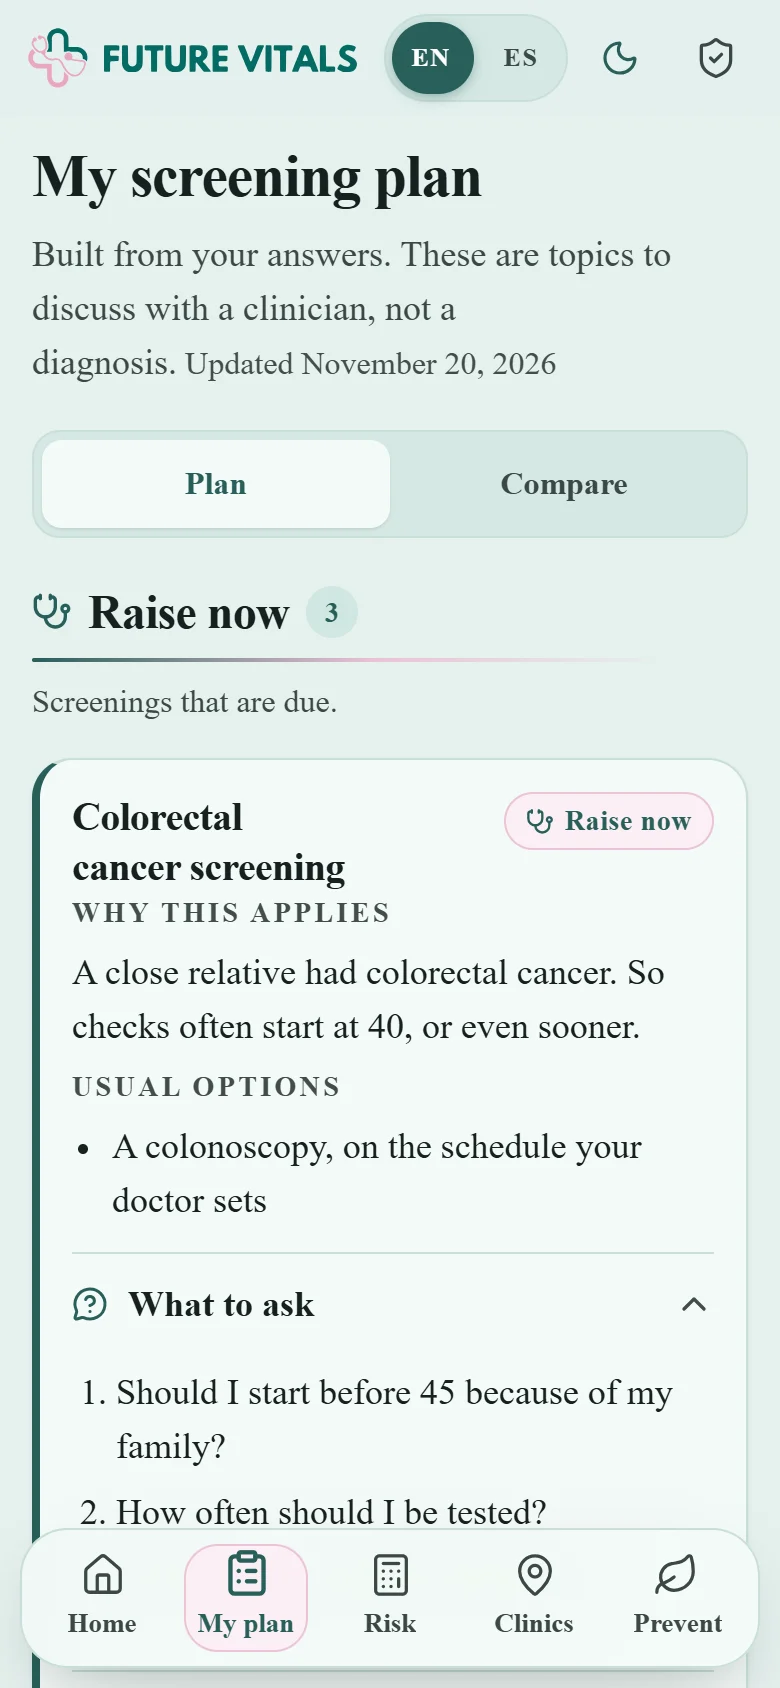 FUTURE VITALS
EN ES
My screening plan
Built from your answers. These are topics to
discuss with a clinician, not a
diagnosis. Updated November 20, 2026
Plan
Compare
Raise now 3
Screenings that are due.
Colorectal
cancer screening
Raise now
WHY THIS APPLIES
A close relative had colorectal cancer. So
checks often start at 40, or even sooner.
USUAL OPTIONS
• A colonoscopy, on the schedule your
doctor sets
What to ask
1. Should I start before 45 because of my
family?
2. How often should I be tested?
Home
My plan
Risk
Clinics
Prevent